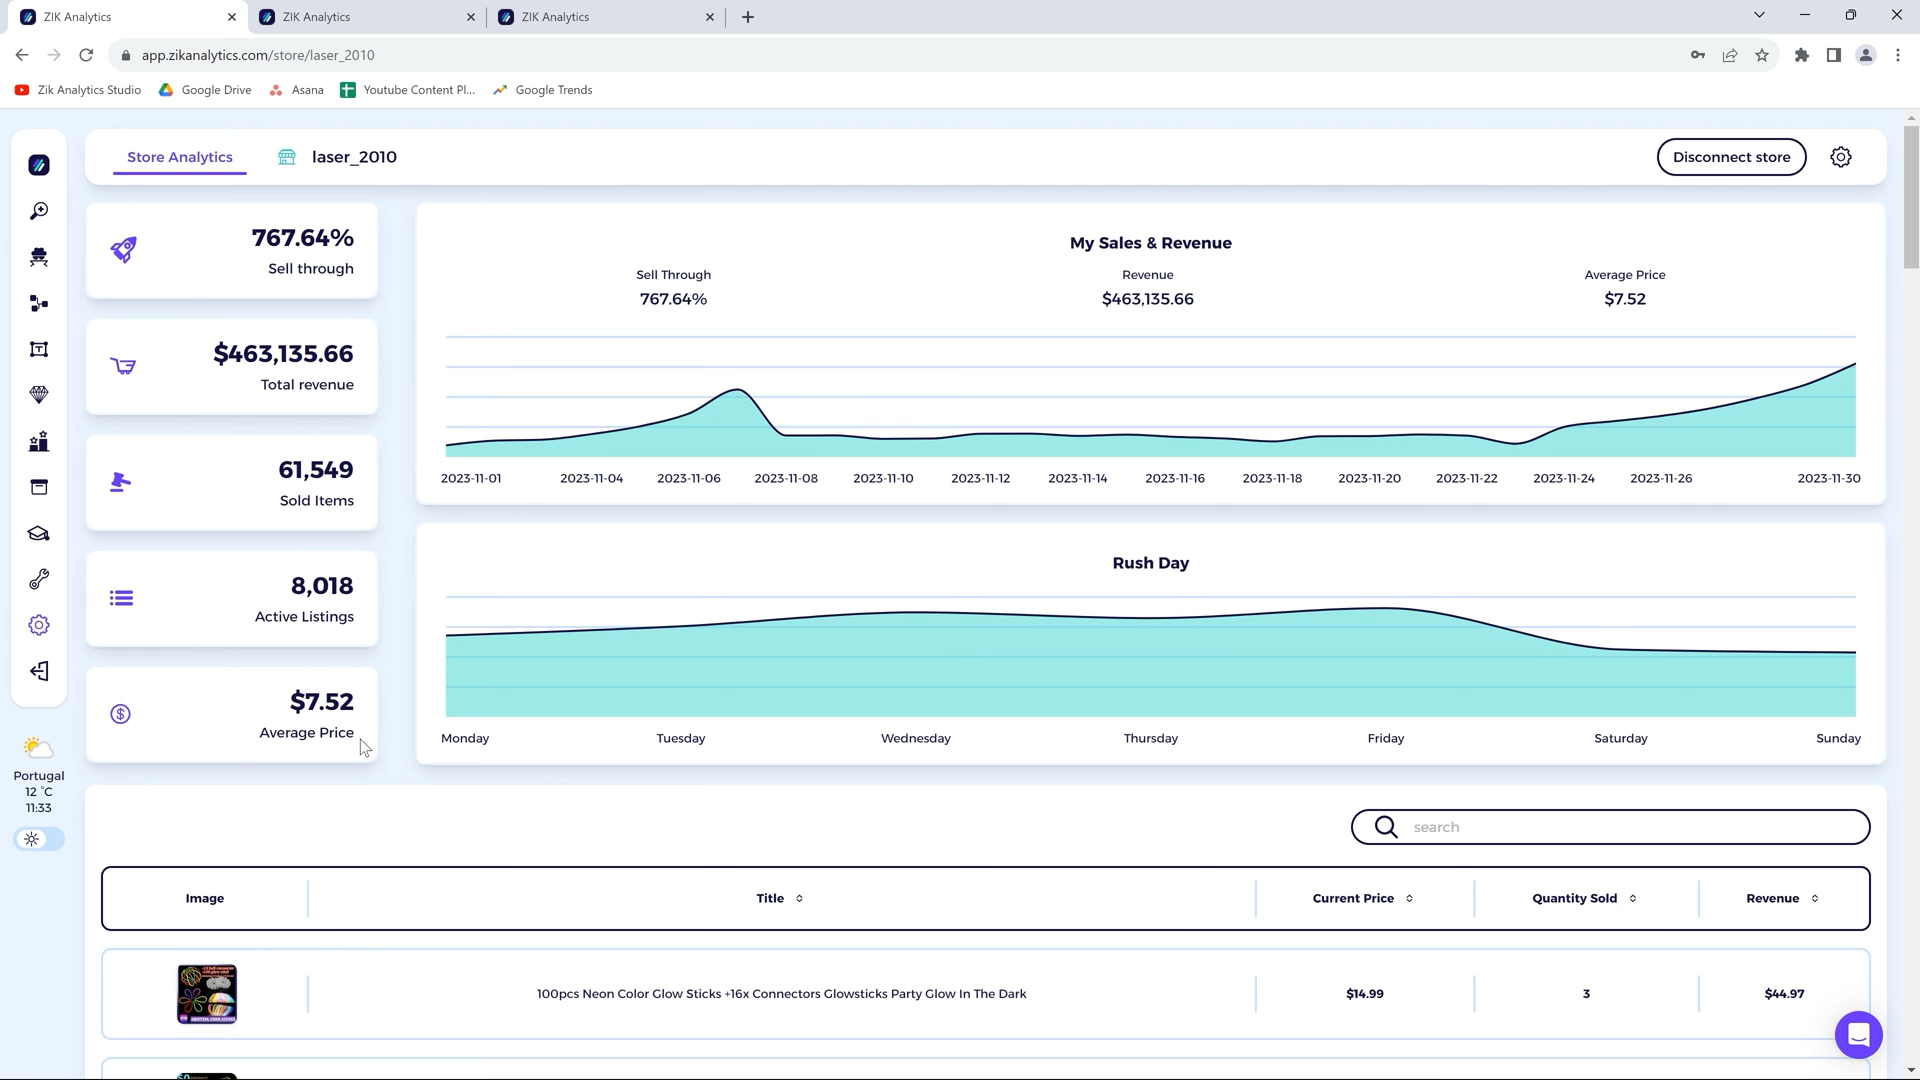 ZIK Analytics
ZIK Analytics
ZIK Analytics
app.zikanalytics.com/store/laser_2010
Zik Analytics Studio
Google Drive
Asana
Youtube Content Pl...
Google Trends
Store Analytics
laser_2010
Disconnect store
767.64%
Sell through
$463,135.66
Total revenue
61,549
Sold Items
8,018
Active Listings
$7.52
Average Price
My Sales & Revenue
Sell Through
767.64%
Revenue
$463,135.66
Average Price
$7.52
2023-11-01
2023-11-04
2023-11-06
2023-11-08
2023-11-10
2023-11-12
2023-11-14
2023-11-16
2023-11-18
2023-11-20
2023-11-22
2023-11-24
2023-11-26
2023-11-30
Rush Day
Monday
Tuesday
Wednesday
Thursday
Friday
Saturday
Sunday
Portugal
12 °C
11:33
search
Image
Title
Current Price
Quantity Sold
Revenue
100pcs Neon Color Glow Sticks +16x Connectors Glowsticks Party Glow In The Dark
$14.99
3
$44.97